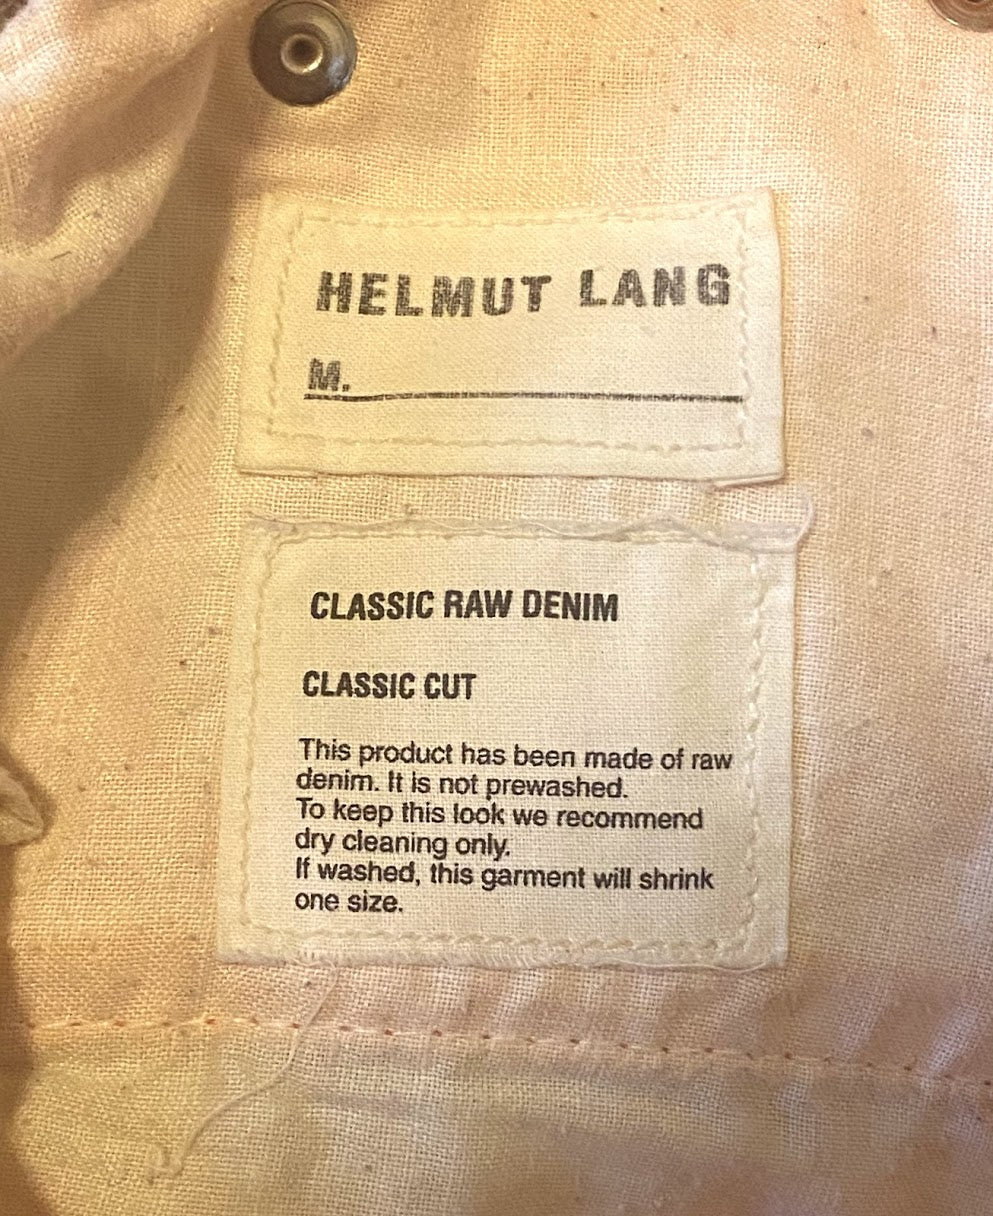 HELMUT LANG
M.
CLASSIC RAW DENIM
CLASSIC CUT
This product has been made of raw
denim. It is not prewashed.
To keep this look we recommend
dry cleaning only.
If washed, this garment will shrink
one size.